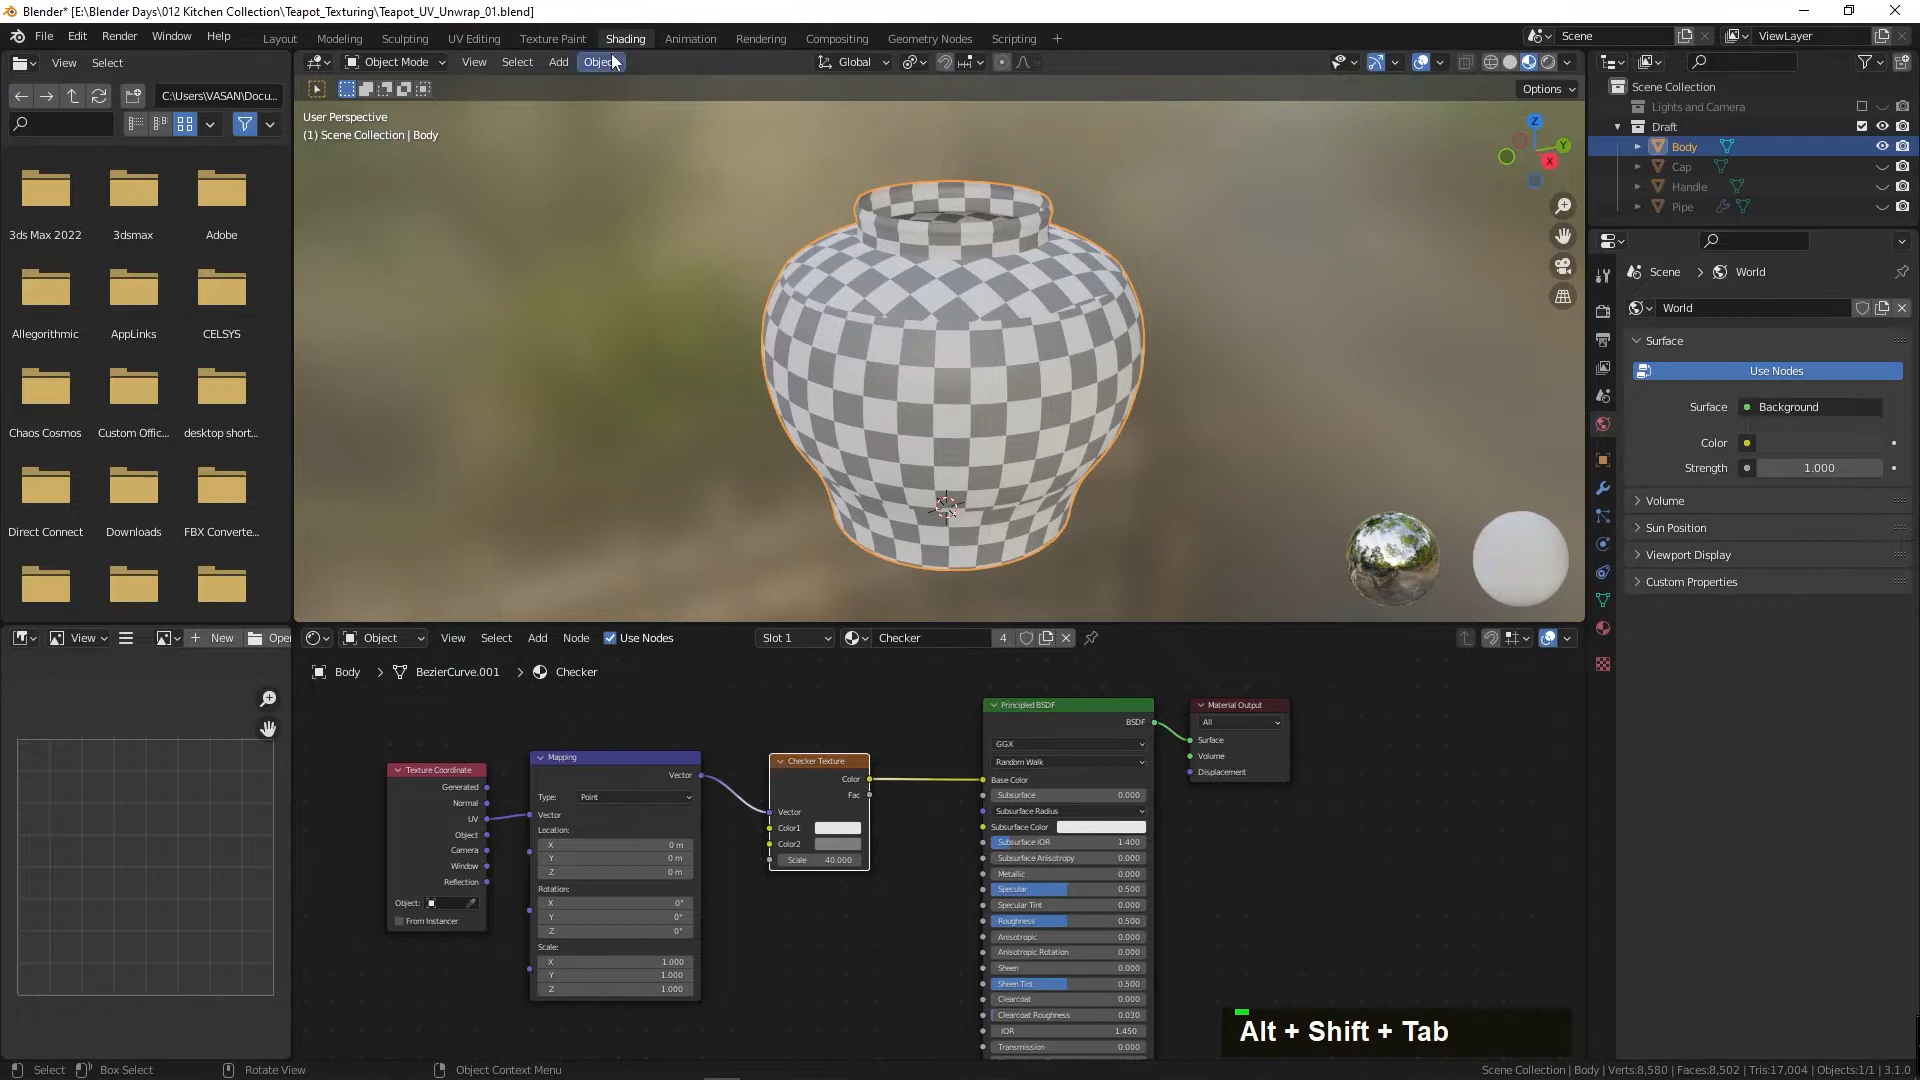 Blender* [E:\Blender Days\012 Kitchen Collection\Teapot_Texturing\Teapot_UV_Unwrap_01.blend]
File Edit Render Window Help Layout Modeling Sculpting UV Editing Texture Paint Shading Animation Rendering Compositing Geometry Nodes Scripting + Scene ViewLayer
View Select Object Mode View Select Add Object Global
C:\Users\VASAN\Docu... Options
User Perspective
(1) Scene Collection | Body
Scene Collection
Lights and Camera
Draft
Body
Cap
Handle
Pipe
Z
Y
X
3ds Max 2022 3dsmax Adobe
Allegorithmic AppLinks CELSYS
Chaos Cosmos Custom Offic... desktop short...
Direct Connect Downloads FBX Converte...
Scene > World
World
Surface
Use Nodes
Surface Background
Color
Strength 1.000
Volume
Sun Position
Viewport Display
Custom Properties
View New Open
Object View Select Add Node Use Nodes Slot 1 Checker 4
Body > BezierCurve.001 > Checker
Texture Coordinate
Generated
Normal
UV
Object
Camera
Window
Reflection
Object:
From Instancer
Mapping
Vector
Type: Point
Vector
Location:
X 0 m
Y 0 m
Z 0 m
Rotation:
X 0°
Y 0°
Z 0°
Scale:
X 1.000
Y 1.000
Z 1.000
Checker Texture
Color
Fac
Vector
Color1
Color2
Scale 40.000
Principled BSDF
BSDF
GGX
Random Walk
Base Color
Subsurface 0.000
Subsurface Radius
Subsurface Color
Subsurface IOR 1.400
Subsurface Anisotropy 0.000
Metallic 0.000
Specular 0.500
Specular Tint 0.000
Roughness 0.500
Anisotropic 0.000
Anisotropic Rotation 0.000
Sheen 0.000
Sheen Tint 0.500
Clearcoat 0.000
Clearcoat Roughness 0.030
IOR 1.450
Transmission 0.000
Material Output
All
Surface
Volume
Displacement
Alt + Shift + Tab
Select Box Select Rotate View Object Context Menu Scene Collection | Body | Verts:8,580 | Faces:8,502 | Tris:17,004 | Objects:1/1 | 3.1.0